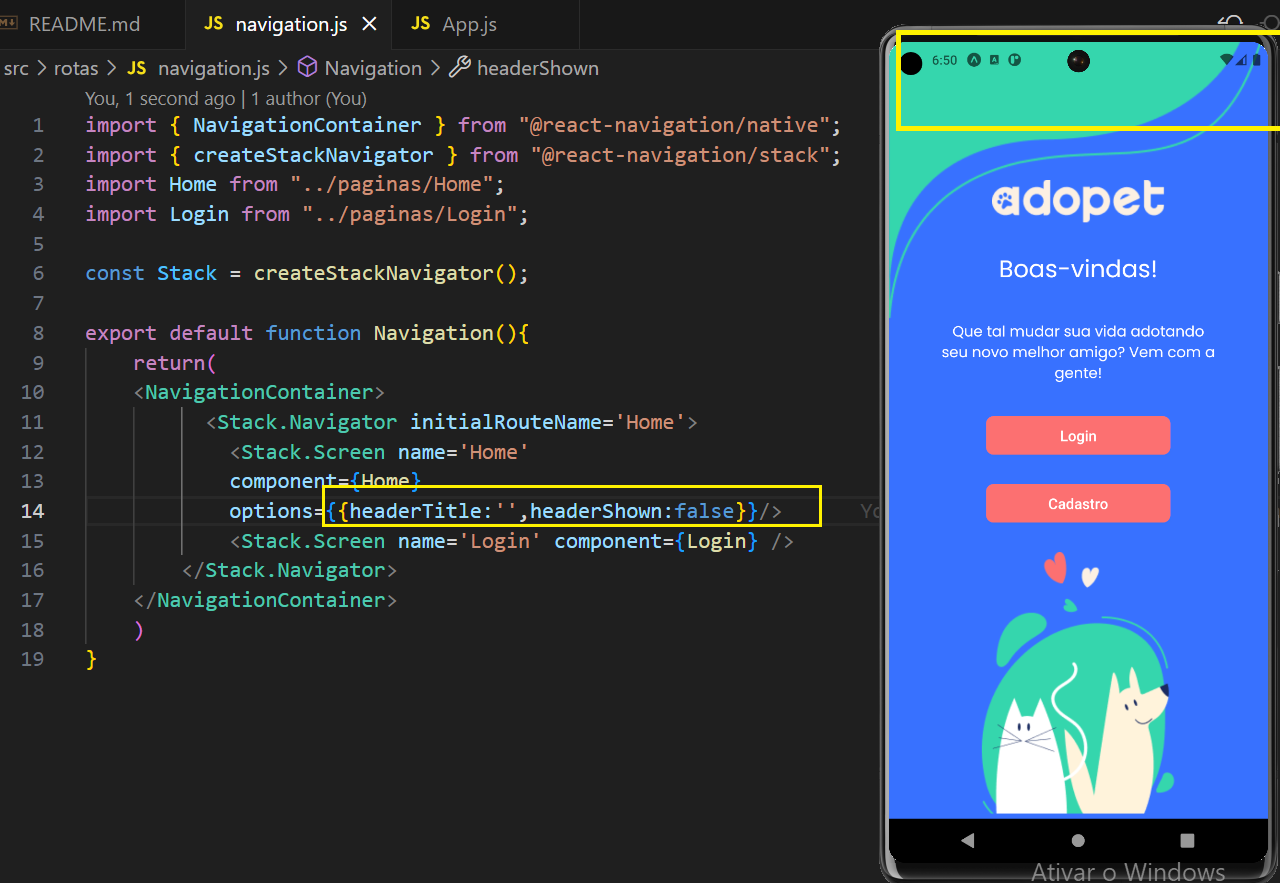 README.md
JS navigation.js
JS App.js
src > rotas > JS navigation.js > Navigation > headerShown
You, 1 second ago | 1 author (You)
1 import { NavigationContainer } from "@react-navigation/native";
2 import { createStackNavigator } from "@react-navigation/stack";
3 import Home from "../paginas/Home";
4 import Login from "../paginas/Login";
5
6 const Stack = createStackNavigator();
7
8 export default function Navigation(){
9 return(
10 <NavigationContainer>
11 <Stack.Navigator initialRouteName='Home'>
12 <Stack.Screen name='Home'
13 component={Home}
14 options={{headerTitle:'',headerShown:false}}/>
15 <Stack.Screen name='Login' component={Login} />
16 </Stack.Navigator>
17 </NavigationContainer>
18 )
19 }
6:50
adopet
Boas-vindas!
Que tal mudar sua vida adotando
seu novo melhor amigo? Vem com a
gente!
Login
Cadastro
Ativar o Windows